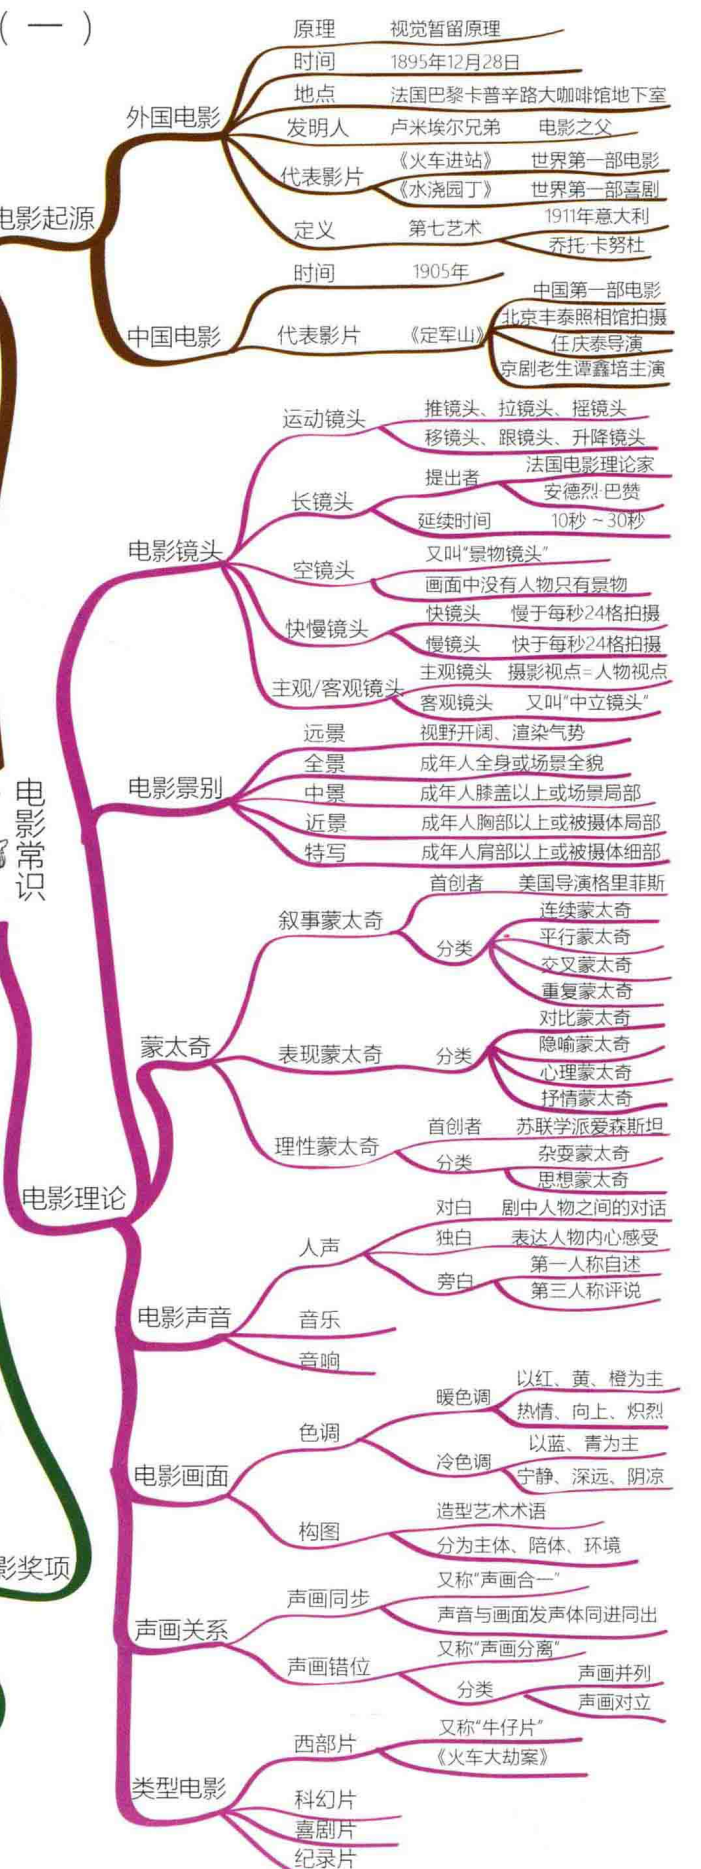 （一）
原理 视觉暂留原理
时间 1895年12月28日
地点 法国巴黎卡普辛路大咖啡馆地下室
外国电影
发明人 卢米埃尔兄弟 电影之父
代表影片
《火车进站》 世界第一部电影
《水浇园丁》 世界第一部喜剧
电影起源
定义 第七艺术
1911年意大利
乔托·卡努杜
时间 1905年
中国电影
代表影片 《定军山》
中国第一部电影
北京丰泰照相馆拍摄
任庆泰导演
京剧老生谭鑫培主演
运动镜头
推镜头、拉镜头、摇镜头
移镜头、跟镜头、升降镜头
长镜头
提出者
法国电影理论家
安德烈·巴赞
延续时间 10秒～30秒
电影镜头
空镜头
又叫“景物镜头”
画面中没有人物只有景物
快慢镜头
快镜头 慢于每秒24格拍摄
慢镜头 快于每秒24格拍摄
主观/客观镜头
主观镜头 摄影视点=人物视点
客观镜头 又叫“中立镜头”
电影景别
远景 视野开阔、渲染气势
全景 成年人全身或场景全貌
中景 成年人膝盖以上或场景局部
近景 成年人胸部以上或被摄体局部
特写 成年人肩部以上或被摄体细部
电影常识
叙事蒙太奇
首创者 美国导演格里菲斯
分类
连续蒙太奇
平行蒙太奇
交叉蒙太奇
重复蒙太奇
蒙太奇
表现蒙太奇 分类
对比蒙太奇
隐喻蒙太奇
心理蒙太奇
抒情蒙太奇
理性蒙太奇
首创者 苏联学派爱森斯坦
分类
杂耍蒙太奇
思想蒙太奇
电影理论
人声
对白 剧中人物之间的对话
独白 表达人物内心感受
旁白
第一人称自述
第三人称评说
电影声音
音乐
音响
色调
暖色调
以红、黄、橙为主
热情、向上、炽烈
冷色调
以蓝、青为主
宁静、深远、阴凉
电影画面
构图
造型艺术术语
分为主体、陪体、环境
影奖项
声画同步
又称“声画合一”
声音与画面发声体同进同出
声画关系
声画错位
又称“声画分离”
分类
声画并列
声画对立
西部片
又称“牛仔片”
《火车大劫案》
类型电影
科幻片
喜剧片
纪录片